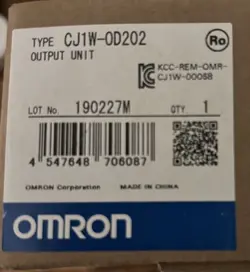 TYPE CJ1W-OD202
OUTPUT UNIT
Ro
KCC-REM-OMR-
CJ1W-00068
LOT No. 190227M QTY 1
4 547648 706087
OMRON Corporation MADE IN CHINA
OMRON